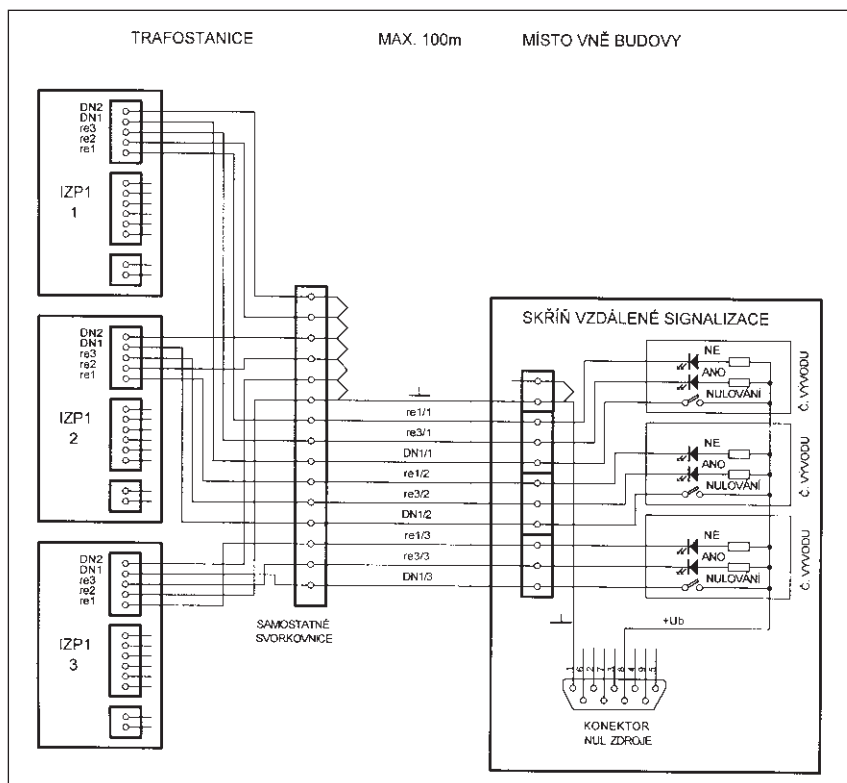 TRAFOSTANICE
MAX. 100m
MÍSTO VNĚ BUDOVY
DN2
DN1
re3
re2
re1
IZP1
1
DN2
DN1
re3
re2
re1
IZP1
2
DN2
DN1
re3
re2
re1
IZP1
3
SAMOSTATNÉ
SVORKOVNICE
re1/1
re3/1
DN1/1
re1/2
re3/2
DN1/2
re1/3
re3/3
DN1/3
SKŘÍŇ VZDÁLENÉ SIGNALIZACE
NE
ANO
NULOVÁNÍ
Č. VÝVODU
NE
ANO
NULOVÁNÍ
Č. VÝVODU
NE
ANO
NULOVÁNÍ
Č. VÝVODU
+Ub
1 6 2 7 3 8 4 9 5
KONEKTOR
NUL ZDROJE